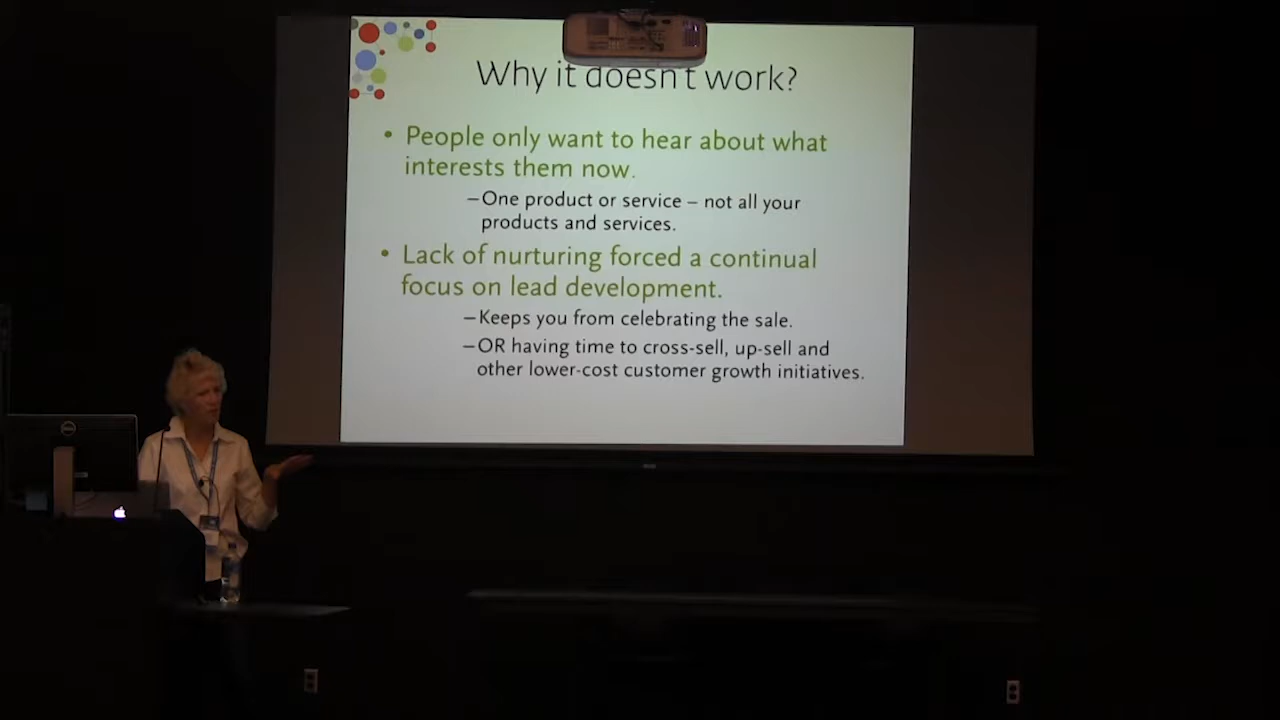 Why it doesn't work?
• People only want to hear about what
interests them now.
– One product or service – not all your
products and services.
• Lack of nurturing forced a continual
focus on lead development.
– Keeps you from celebrating the sale.
– OR having time to cross-sell, up-sell and
other lower-cost customer growth initiatives.
DELL